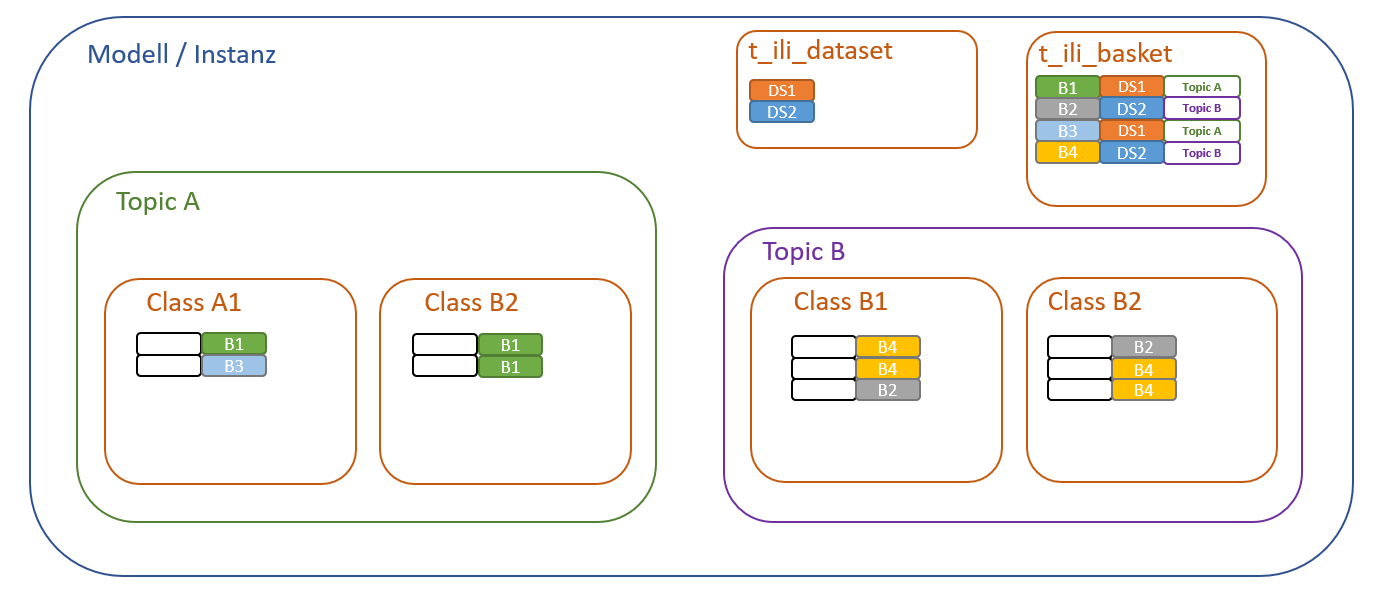 Modell / Instanz
t_ili_dataset
DS1
DS2
t_ili_basket
B1 DS1 Topic A
B2 DS2 Topic B
B3 DS1 Topic A
B4 DS2 Topic B
Topic A
Class A1
B1
B3
Class B2
B1
B1
Topic B
Class B1
B4
B4
B2
Class B2
B2
B4
B4